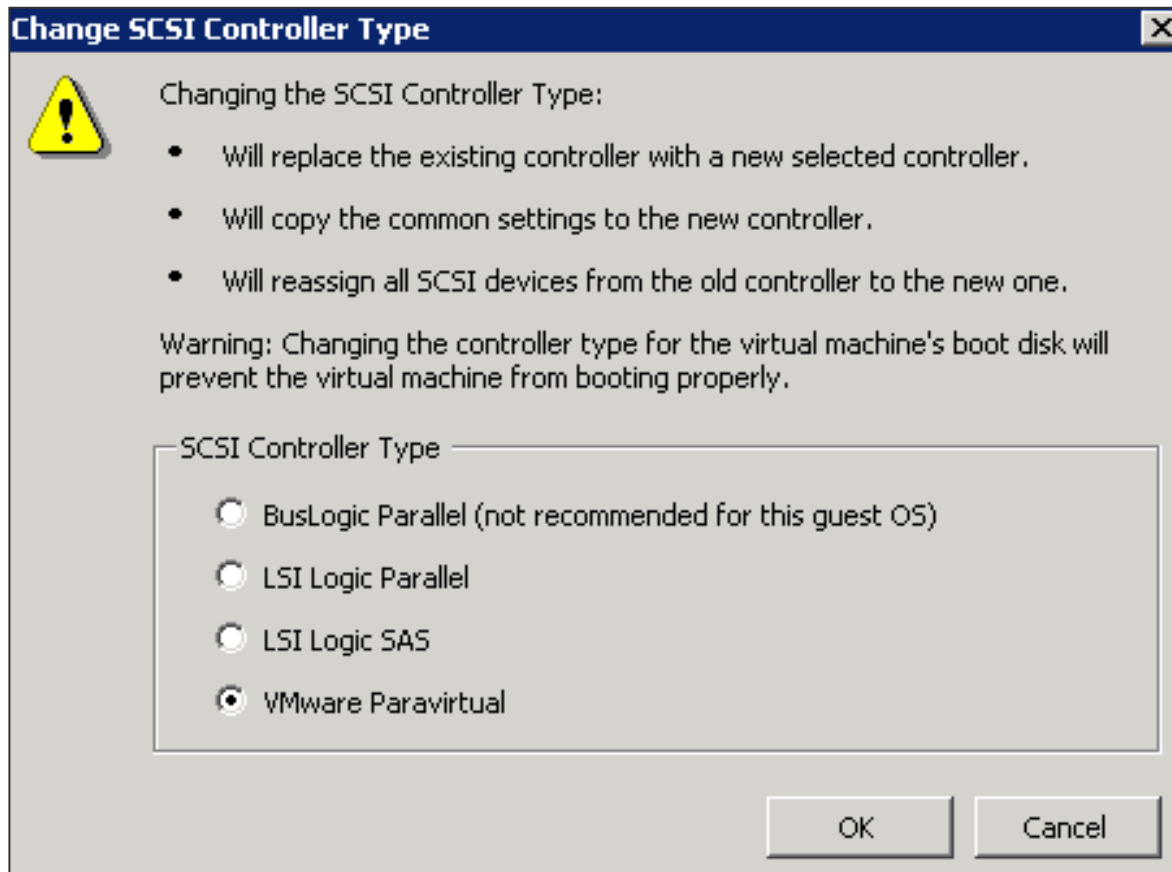 Change SCSI Controller Type
Changing the SCSI Controller Type:
• Will replace the existing controller with a new selected controller.
• Will copy the common settings to the new controller.
• Will reassign all SCSI devices from the old controller to the new one.
Warning: Changing the controller type for the virtual machine's boot disk will
prevent the virtual machine from booting properly.
SCSI Controller Type
BusLogic Parallel (not recommended for this guest OS)
LSI Logic Parallel
LSI Logic SAS
VMware Paravirtual
OK
Cancel